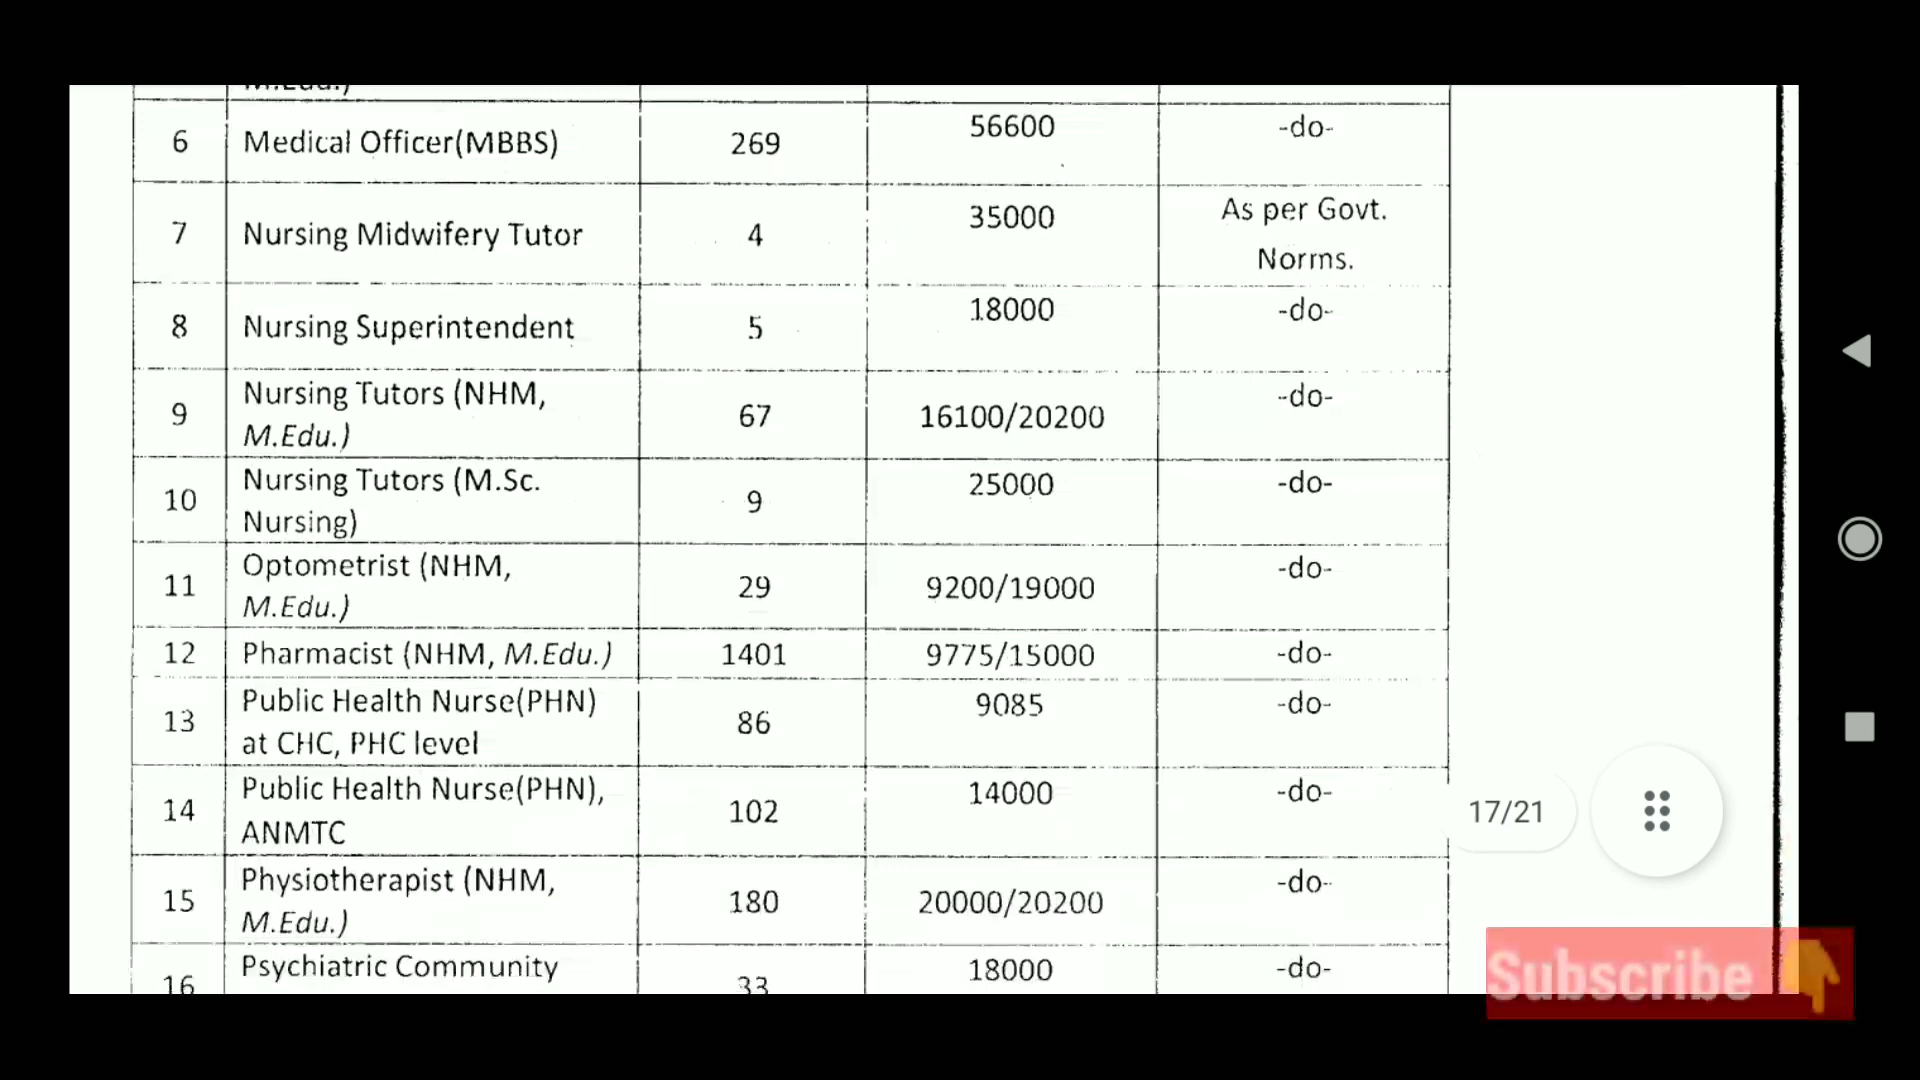 M.Edu.)
6 Medical Officer(MBBS) 269 56600 -do-
7 Nursing Midwifery Tutor 4 35000 As per Govt.
Norms.
8 Nursing Superintendent 5 18000 -do-
9 Nursing Tutors (NHM,
M.Edu.) 67 16100/20200 -do-
10 Nursing Tutors (M.Sc.
Nursing) 9 25000 -do-
11 Optometrist (NHM,
M.Edu.) 29 9200/19000 -do-
12 Pharmacist (NHM, M.Edu.) 1401 9775/15000 -do-
13 Public Health Nurse(PHN)
at CHC, PHC level 86 9085 -do-
14 Public Health Nurse(PHN),
ANMTC 102 14000 -do-
15 Physiotherapist (NHM,
M.Edu.) 180 20000/20200 -do-
16 Psychiatric Community 33 18000 -do-
17/21
Subscribe